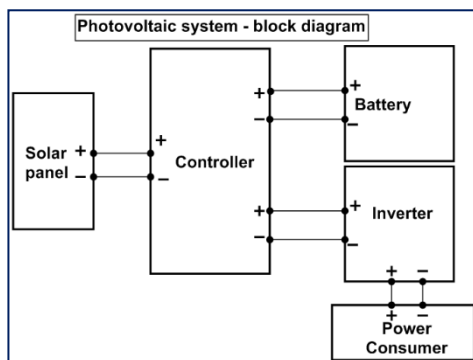 Photovoltaic system - block diagram
Solar
panel
+
−
+
−
Controller
+
−
+
−
+
−
Battery
+
−
Inverter
+ −
+ −
Power
Consumer